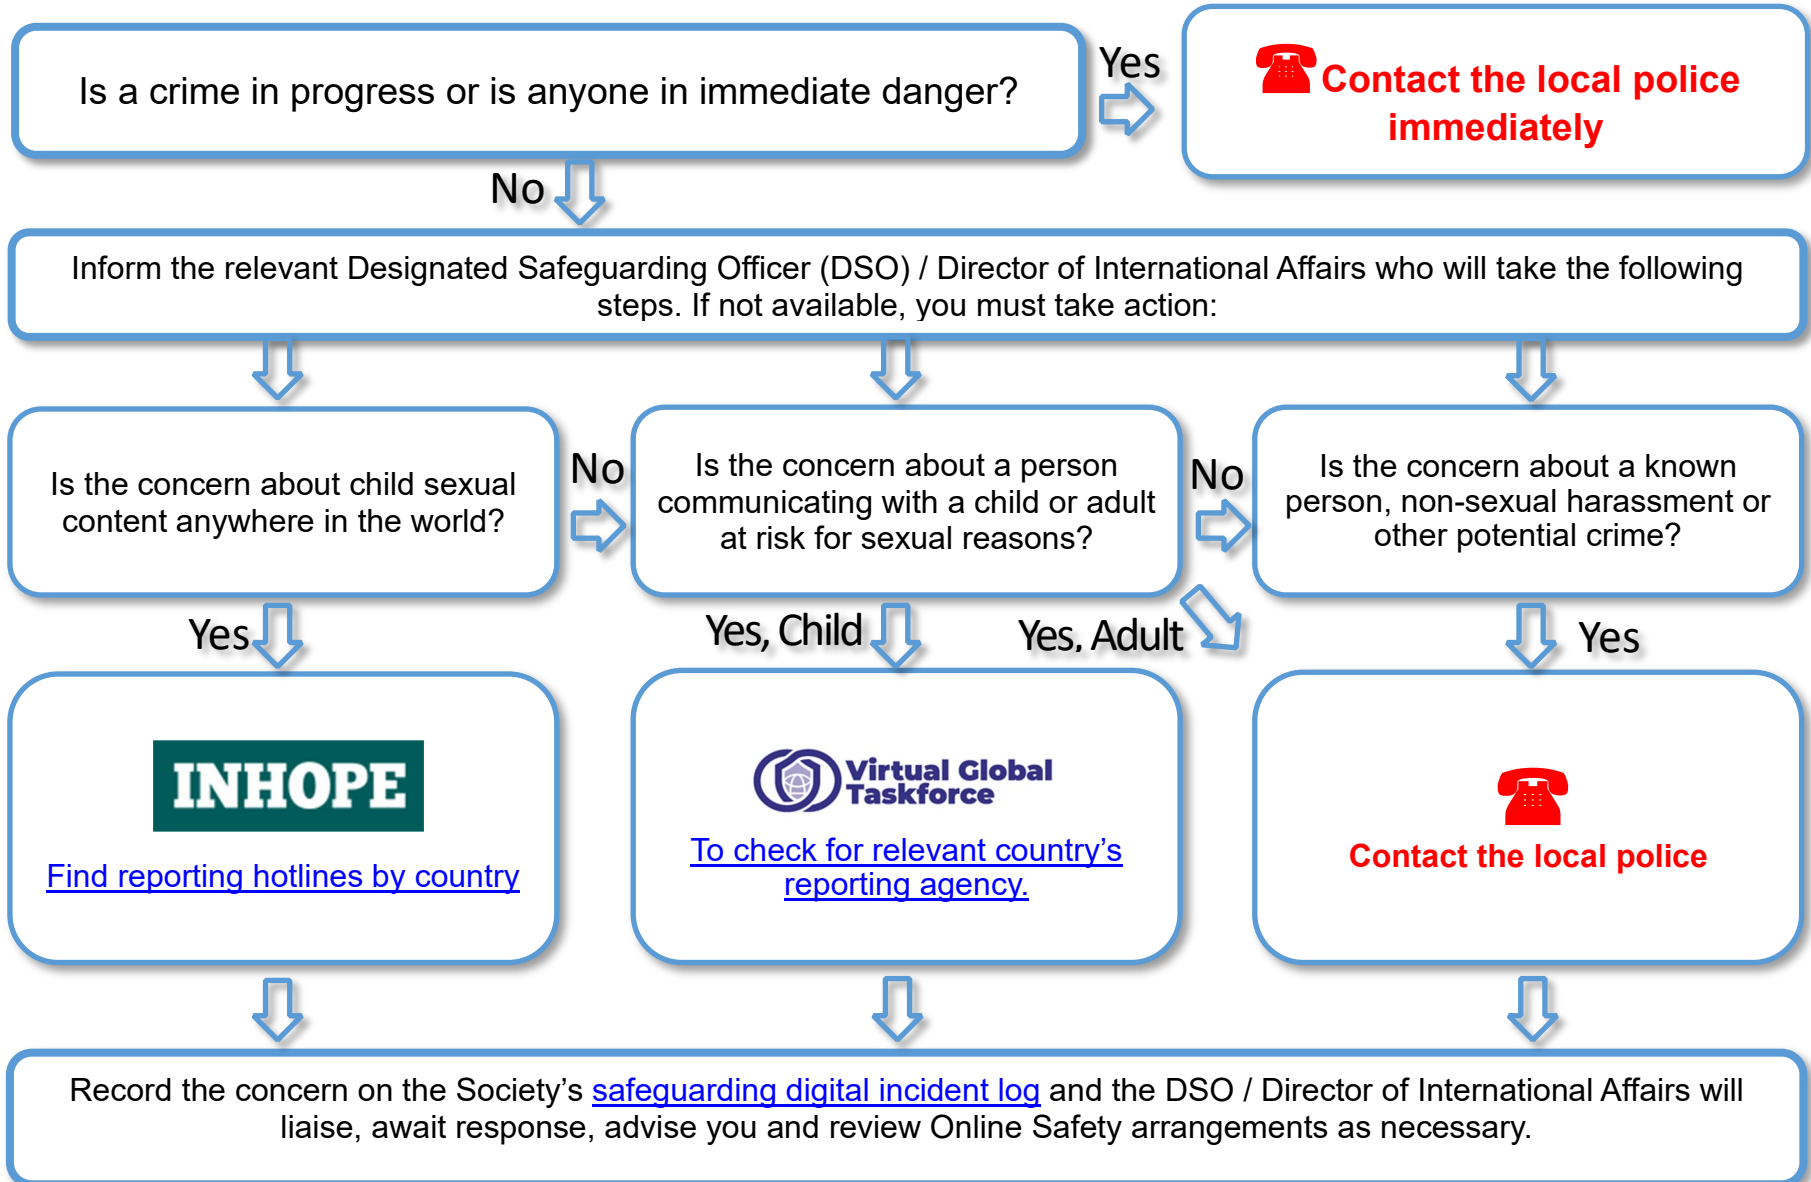 Is a crime in progress or is anyone in immediate danger?
Yes
Contact the local police
immediately
No
Inform the relevant Designated Safeguarding Officer (DSO) / Director of International Affairs who will take the following
steps. If not available, you must take action:
Is the concern about child sexual
content anywhere in the world?
No
Is the concern about a person
communicating with a child or adult
at risk for sexual reasons?
No
Is the concern about a known
person, non-sexual harassment or
other potential crime?
Yes
Yes, Child
Yes, Adult
Yes
INHOPE
Find reporting hotlines by country
Virtual Global
Taskforce
To check for relevant country’s
reporting agency.
Contact the local police
Record the concern on the Society’s safeguarding digital incident log and the DSO / Director of International Affairs will
liaise, await response, advise you and review Online Safety arrangements as necessary.